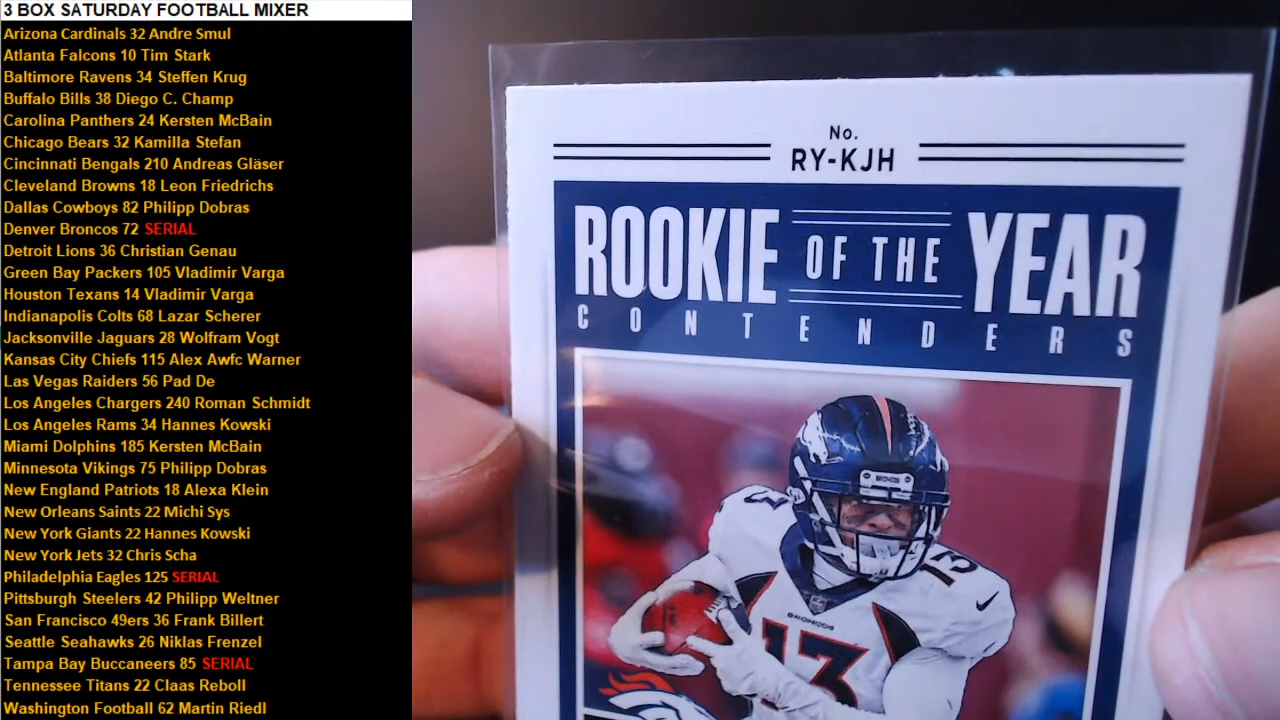 3 BOX SATURDAY FOOTBALL MIXER
Arizona Cardinals 32 Andre Smul
Atlanta Falcons 10 Tim Stark
Baltimore Ravens 34 Steffen Krug
Buffalo Bills 38 Diego C. Champ
Carolina Panthers 24 Kersten McBain
Chicago Bears 32 Kamilla Stefan
Cincinnati Bengals 210 Andreas Gläser
Cleveland Browns 18 Leon Friedrichs
Dallas Cowboys 82 Philipp Dobras
Denver Broncos 72 SERIAL
Detroit Lions 36 Christian Genau
Green Bay Packers 105 Vladimir Varga
Houston Texans 14 Vladimir Varga
Indianapolis Colts 68 Lazar Scherer
Jacksonville Jaguars 28 Wolfram Vogt
Kansas City Chiefs 115 Alex Awfc Warner
Las Vegas Raiders 56 Pad De
Los Angeles Chargers 240 Roman Schmidt
Los Angeles Rams 34 Hannes Kowski
Miami Dolphins 185 Kersten McBain
Minnesota Vikings 75 Philipp Dobras
New England Patriots 18 Alexa Klein
New Orleans Saints 22 Michi Sys
New York Giants 22 Hannes Kowski
New York Jets 32 Chris Scha
Philadelphia Eagles 125 SERIAL
Pittsburgh Steelers 42 Philipp Weltner
San Francisco 49ers 36 Frank Billert
Seattle Seahawks 26 Niklas Frenzel
Tampa Bay Buccaneers 85 SERIAL
Tennessee Titans 22 Claas Reboll
Washington Football 62 Martin Riedl
No.
RY-KJH
ROOKIE OF THE YEAR
CONTENDERS
BRONCOS
13
13
BRONCOS
13